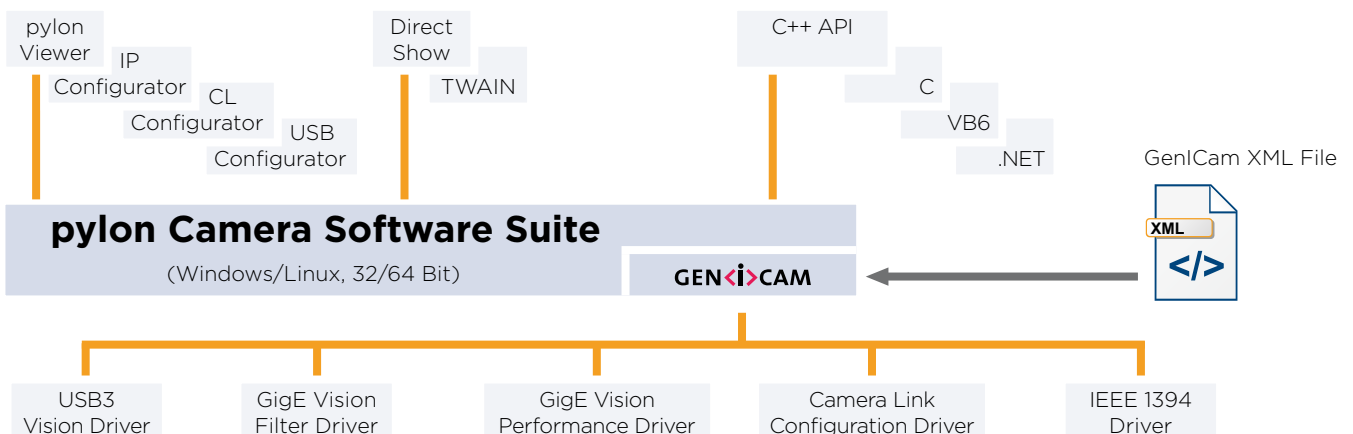 pylon
Viewer
IP
Configurator
CL
Configurator
USB
Configurator
Direct
Show
TWAIN
C++ API
C
VB6
.NET
GenICam XML File
XML
</>
pylon Camera Software Suite
(Windows/Linux, 32/64 Bit)
GEN<i>CAM
USB3
Vision Driver
GigE Vision
Filter Driver
GigE Vision
Performance Driver
Camera Link
Configuration Driver
IEEE 1394
Driver